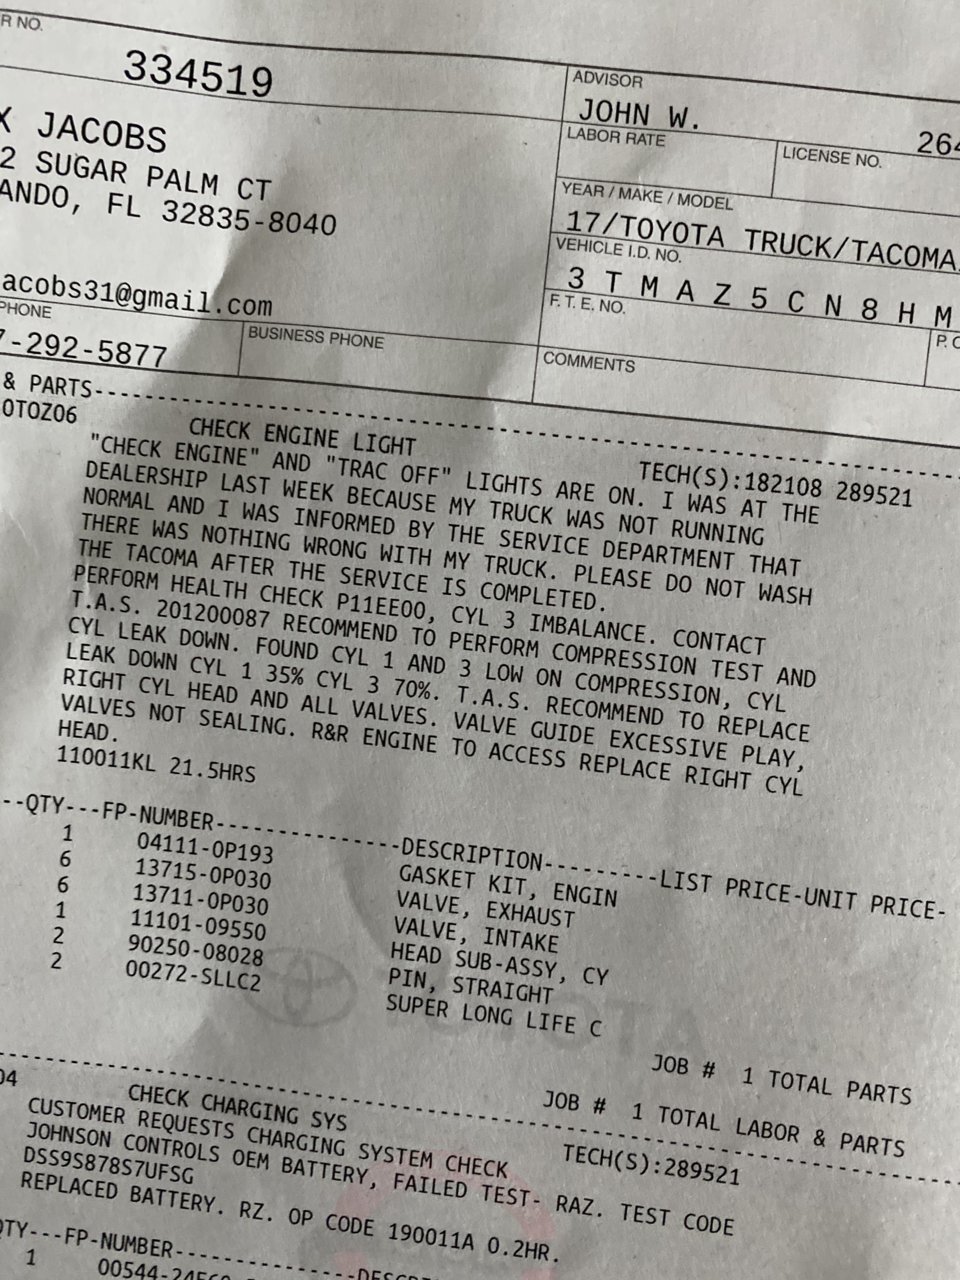 R NO.
334519
ADVISOR
JOHN W.
264
X JACOBS
2 SUGAR PALM CT
ANDO, FL 32835-8040
LABOR RATE
LICENSE NO.
YEAR / MAKE / MODEL
17/TOYOTA TRUCK/TACOMA
VEHICLE I.D. NO.
3 T M A Z 5 C N 8 H M
acobs31@gmail.com
F. T. E. NO.
P. O
PHONE
BUSINESS PHONE
7-292-5877
COMMENTS
& PARTS
0TOZ06 CHECK ENGINE LIGHT TECH(S):182108 289521
"CHECK ENGINE" AND "TRAC OFF" LIGHTS ARE ON. I WAS AT THE
DEALERSHIP LAST WEEK BECAUSE MY TRUCK WAS NOT RUNNING
NORMAL AND I WAS INFORMED BY THE SERVICE DEPARTMENT THAT
THERE WAS NOTHING WRONG WITH MY TRUCK. PLEASE DO NOT WASH
THE TACOMA AFTER THE SERVICE IS COMPLETED.
PERFORM HEALTH CHECK P11EE00, CYL 3 IMBALANCE. CONTACT
T.A.S. 201200087 RECOMMEND TO PERFORM COMPRESSION TEST AND
CYL LEAK DOWN. FOUND CYL 1 AND 3 LOW ON COMPRESSION, CYL
LEAK DOWN CYL 1 35% CYL 3 70%. T.A.S. RECOMMEND TO REPLACE
RIGHT CYL HEAD AND ALL VALVES. VALVE GUIDE EXCESSIVE PLAY,
VALVES NOT SEALING. R&R ENGINE TO ACCESS REPLACE RIGHT CYL
HEAD.
110011KL 21.5HRS
--QTY---FP-NUMBER---------------DESCRIPTION---------LIST PRICE-UNIT PRICE-
1 04111-0P193 GASKET KIT, ENGIN
6 13715-0P030 VALVE, EXHAUST
6 13711-0P030 VALVE, INTAKE
1 11101-09550 HEAD SUB-ASSY, CY
2 90250-08028 PIN, STRAIGHT
2 00272-SLLC2 SUPER LONG LIFE C
JOB # 1 TOTAL PARTS
JOB # 1 TOTAL LABOR & PARTS
04 CHECK CHARGING SYS TECH(S):289521
CUSTOMER REQUESTS CHARGING SYSTEM CHECK
JOHNSON CONTROLS OEM BATTERY, FAILED TEST- RAZ. TEST CODE
DSS9S878S7UFSG
REPLACED BATTERY. RZ. OP CODE 190011A 0.2HR.
QTY---FP-NUMBER---------------DESC
1 00544-24F60